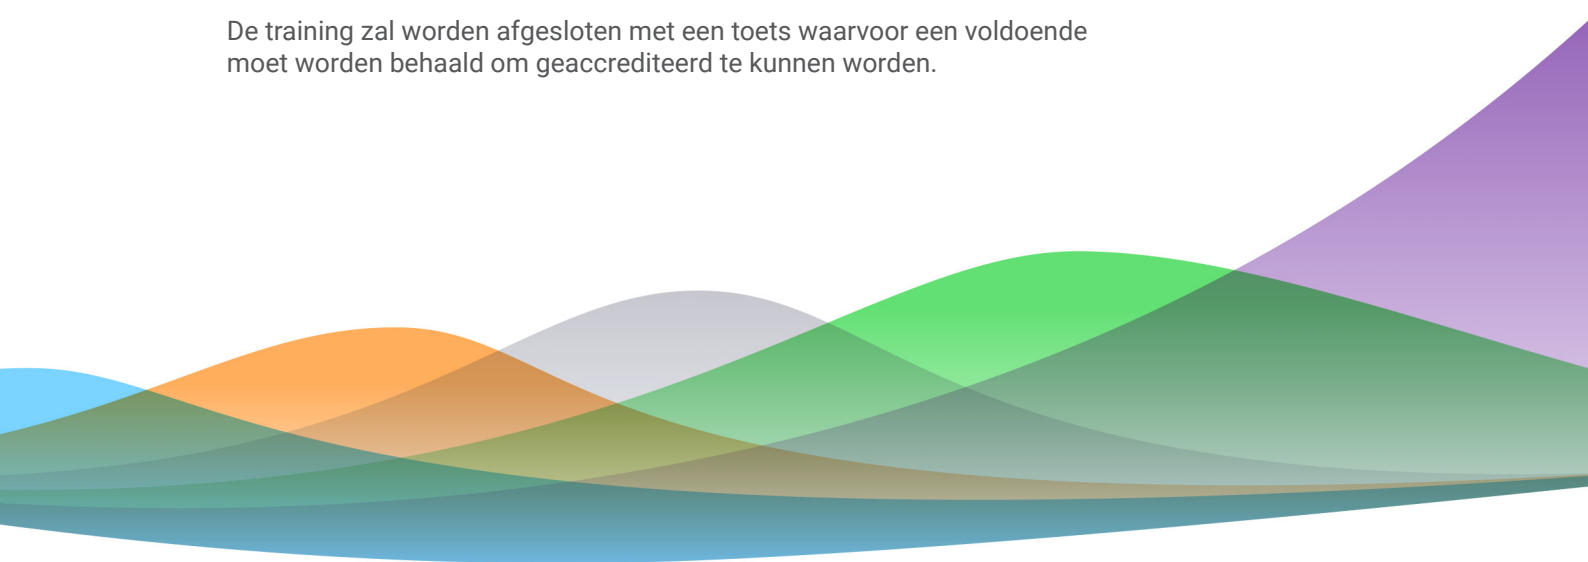 De training zal worden afgesloten met een toets waarvoor een voldoende
moet worden behaald om geaccrediteerd te kunnen worden.